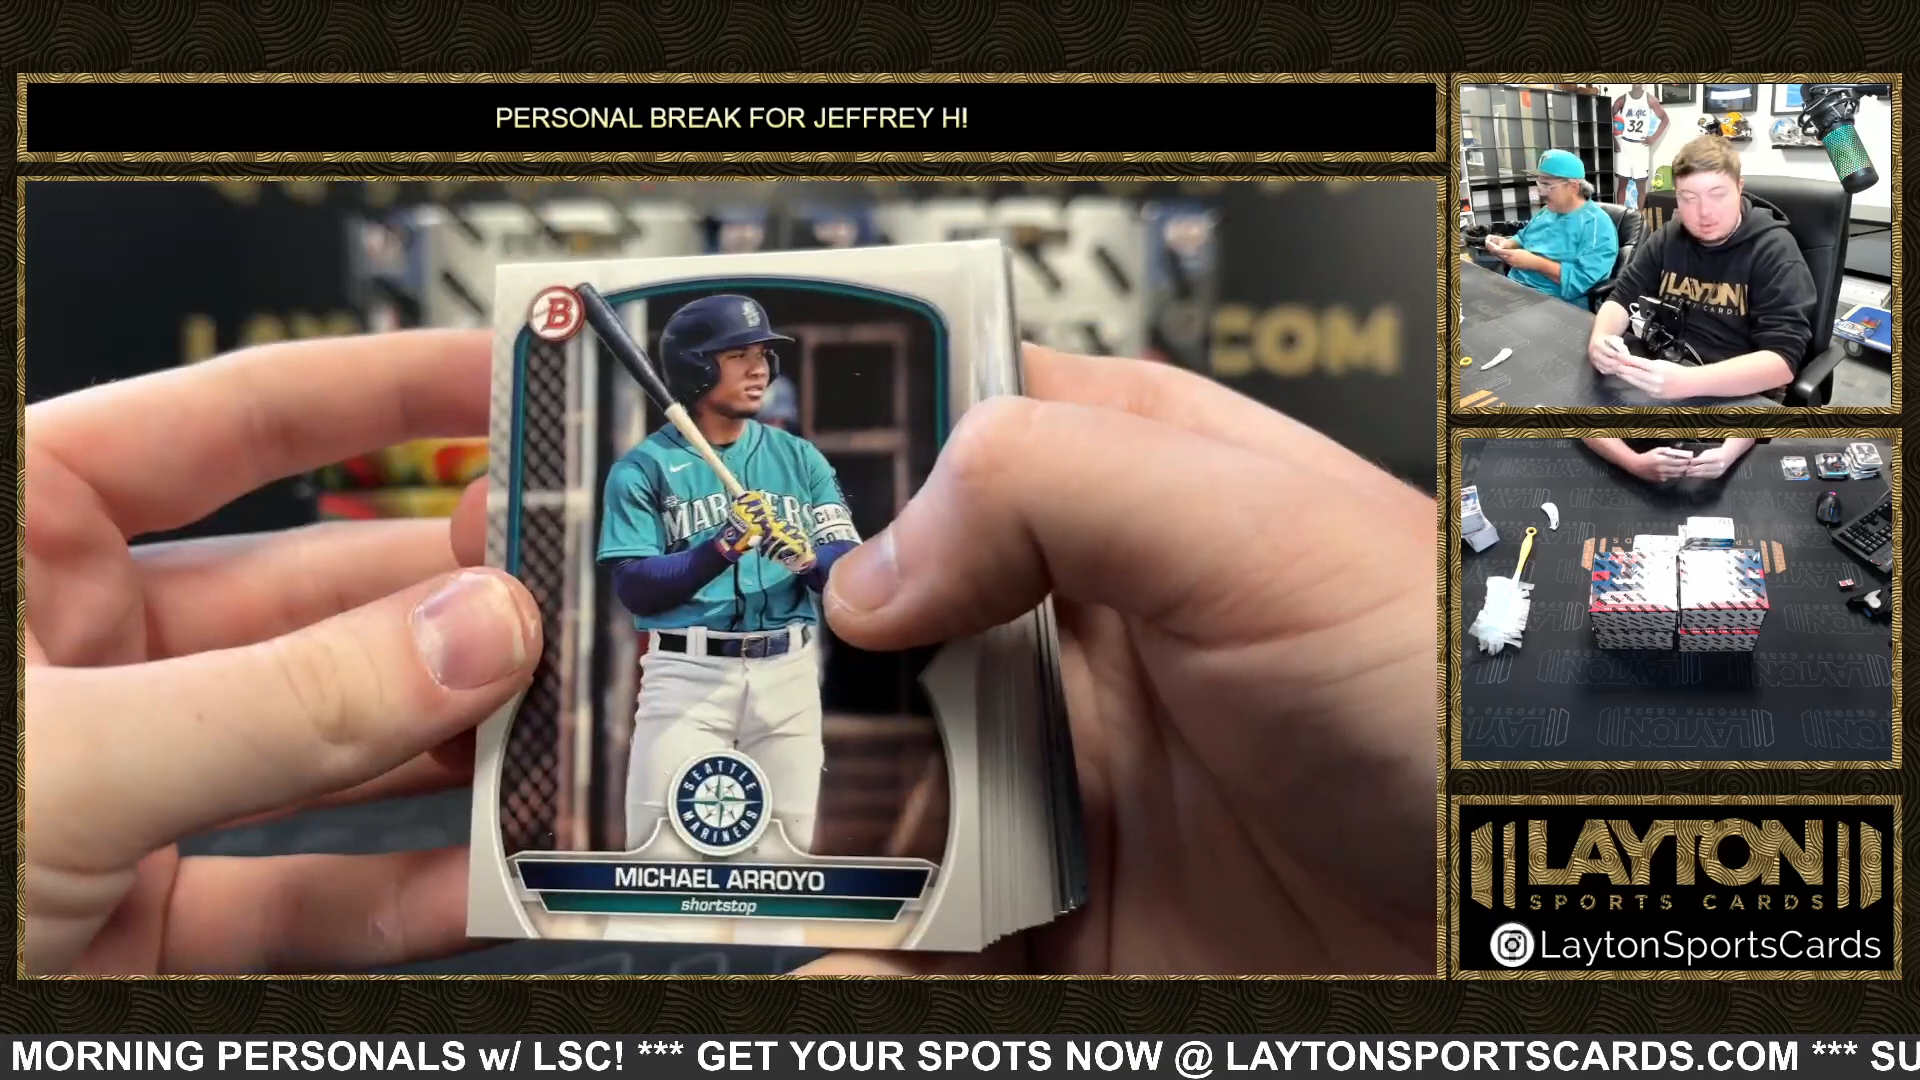 PERSONAL BREAK FOR JEFFREY H!
MAGIC
32
LAYTON
COM
B
MARINERS
SEATTLE
MARINERS
MICHAEL ARROYO
shortstop
LAYTON
SPORTS CARDS
LaytonSportsCards
MORNING PERSONALS w/ LSC! *** GET YOUR SPOTS NOW @ LAYTONSPORTSCARDS.COM *** SU